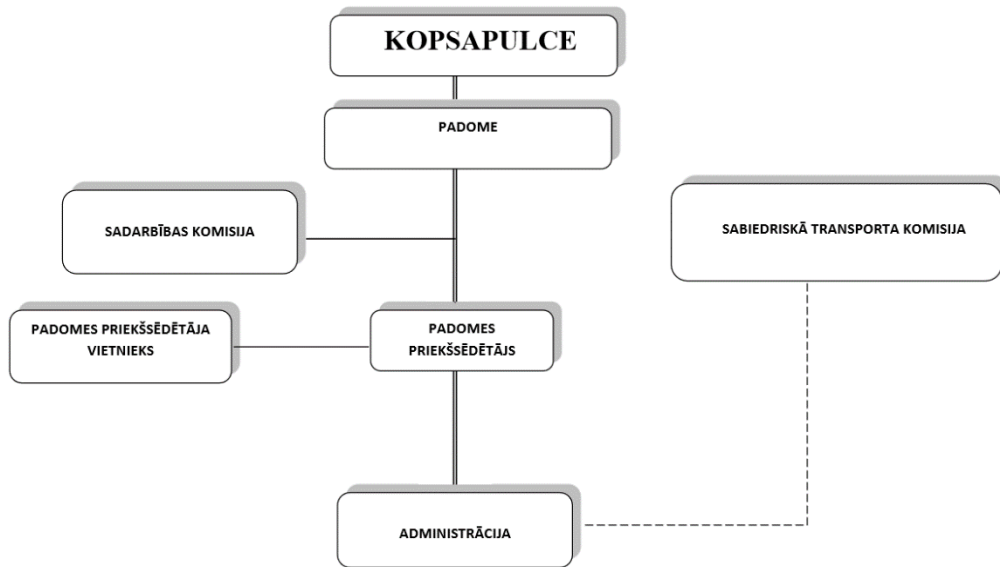 KOPSAPULCE
PADOME
SADARBĪBAS KOMISIJA
SABIEDRISKĀ TRANSPORTA KOMISIJA
PADOMES PRIEKŠSĒDĒTĀJA
VIETNIEKS
PADOMES
PRIEKŠSĒDĒTĀJS
ADMINISTRĀCIJA